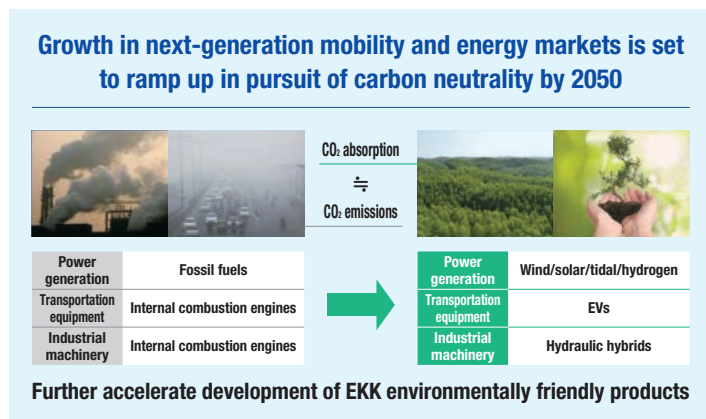 Growth in next-generation mobility and energy markets is set
to ramp up in pursuit of carbon neutrality by 2050
CO₂ absorption
≒
CO₂ emissions
Power
generation
Fossil fuels
Transportation
equipment
Internal combustion engines
Industrial
machinery
Internal combustion engines
Power
generation
Wind/solar/tidal/hydrogen
Transportation
equipment
EVs
Industrial
machinery
Hydraulic hybrids
Further accelerate development of EKK environmentally friendly products